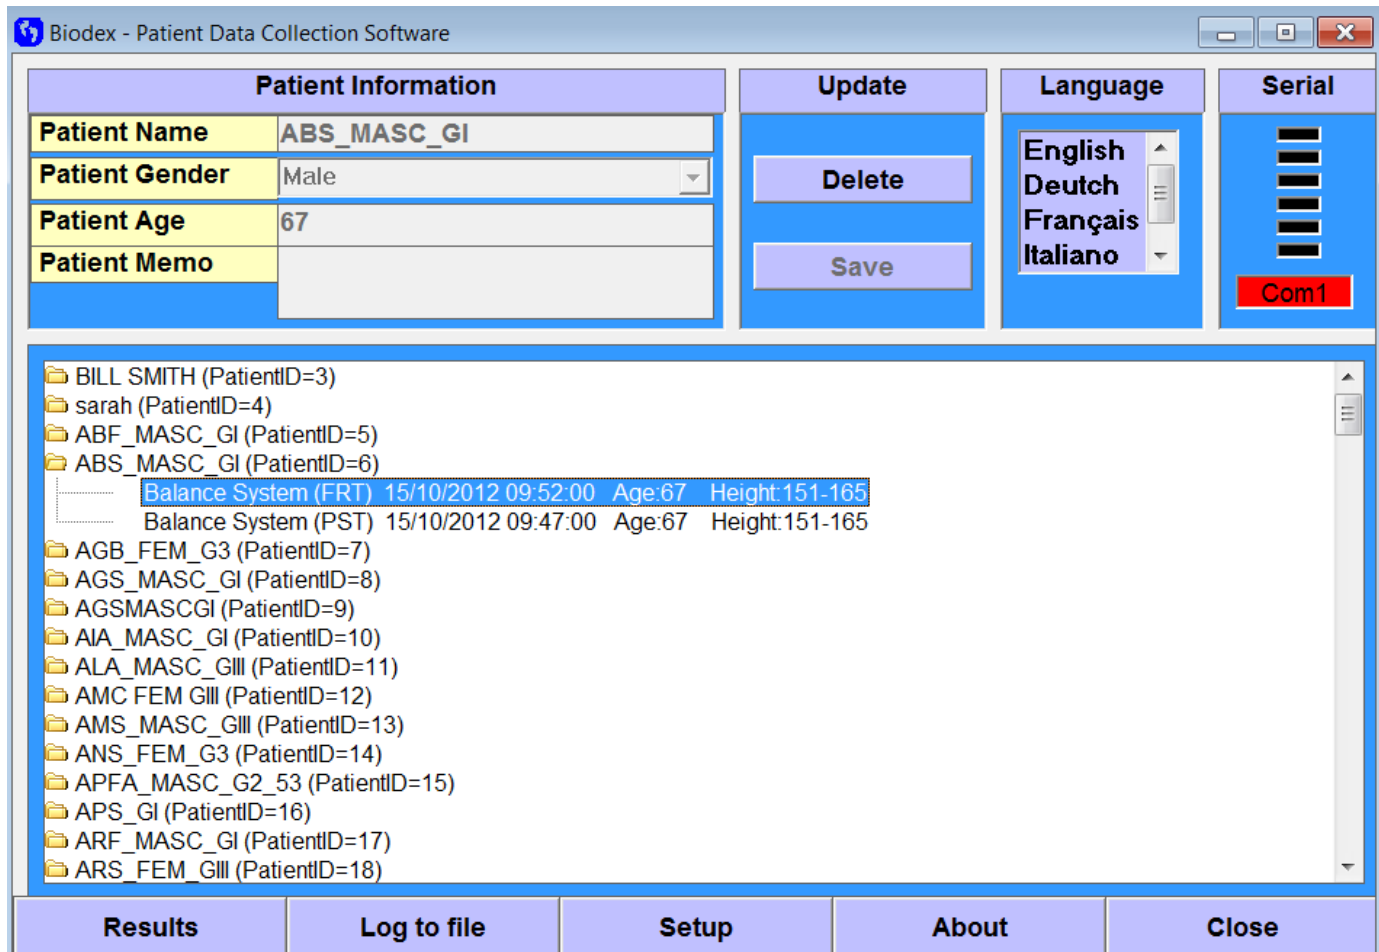 Biodex - Patient Data Collection Software
Patient Information
Update
Language
Serial
Patient Name
ABS_MASC_GI
Patient Gender
Male
Patient Age
67
Patient Memo
Delete
Save
English
Deutch
Français
Italiano
Com1
BILL SMITH (PatientID=3)
sarah (PatientID=4)
ABF_MASC_GI (PatientID=5)
ABS_MASC_GI (PatientID=6)
Balance System (FRT) 15/10/2012 09:52:00 Age:67 Height:151-165
Balance System (PST) 15/10/2012 09:47:00 Age:67 Height:151-165
AGB_FEM_G3 (PatientID=7)
AGS_MASC_GI (PatientID=8)
AGSMASCGI (PatientID=9)
AIA_MASC_GI (PatientID=10)
ALA_MASC_GIII (PatientID=11)
AMC FEM GIII (PatientID=12)
AMS_MASC_GIII (PatientID=13)
ANS_FEM_G3 (PatientID=14)
APFA_MASC_G2_53 (PatientID=15)
APS_GI (PatientID=16)
ARF_MASC_GI (PatientID=17)
ARS_FEM_GIII (PatientID=18)
Results
Log to file
Setup
About
Close